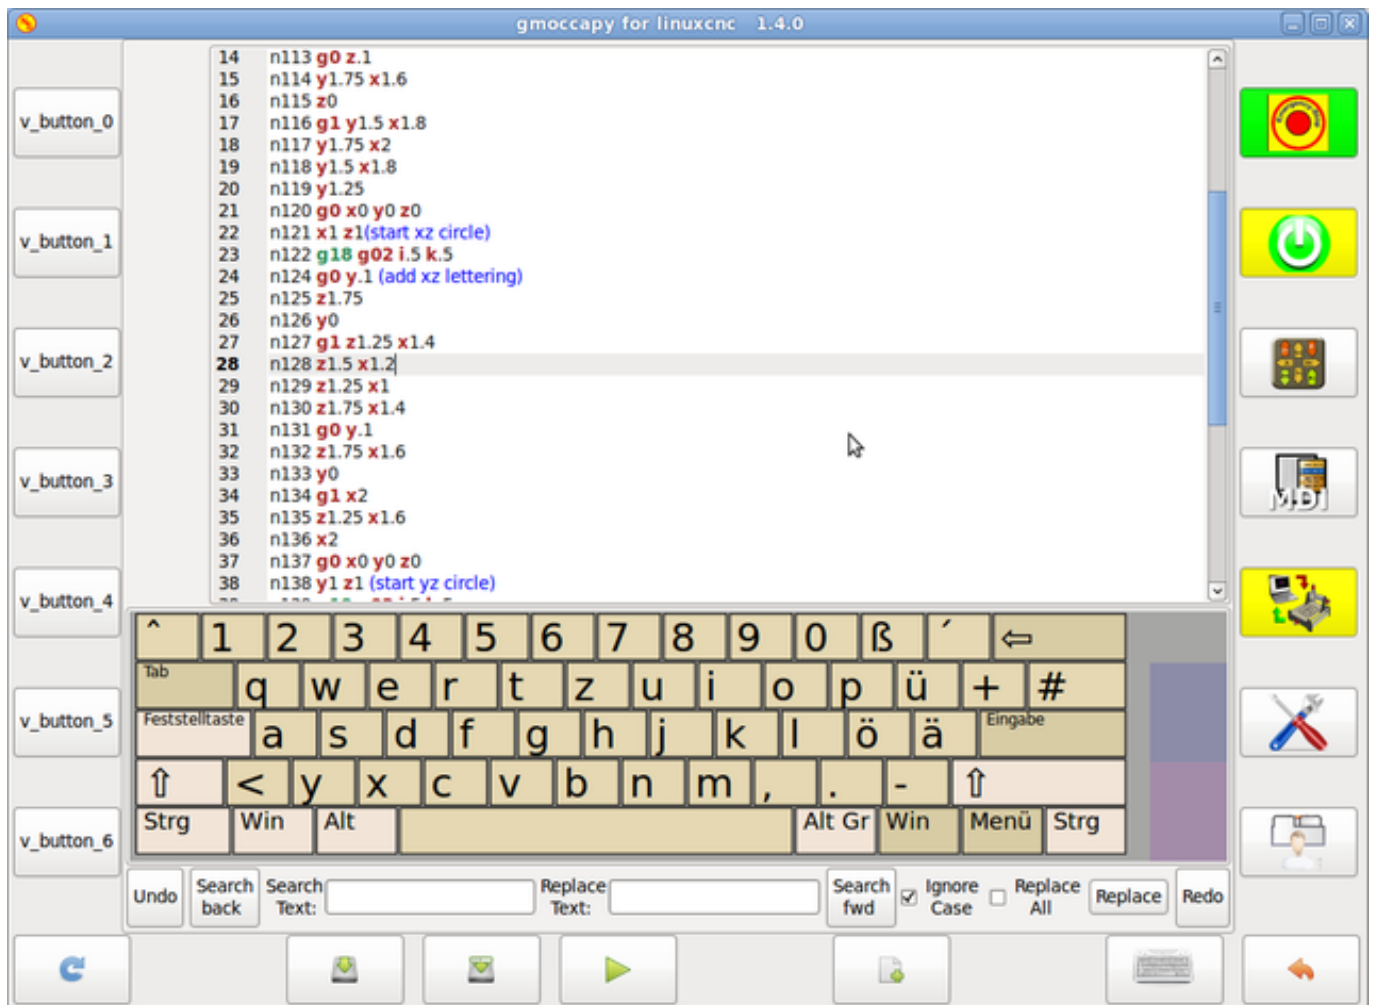 gmoccapy for linuxcnc 1.4.0
v_button_0
v_button_1
v_button_2
v_button_3
v_button_4
v_button_5
v_button_6
14 n113 g0 z.1
15 n114 y1.75 x1.6
16 n115 z0
17 n116 g1 y1.5 x1.8
18 n117 y1.75 x2
19 n118 y1.5 x1.8
20 n119 y1.25
21 n120 g0 x0 y0 z0
22 n121 x1 z1(start xz circle)
23 n122 g18 g02 i.5 k.5
24 n124 g0 y.1 (add xz lettering)
25 n125 z1.75
26 n126 y0
27 n127 g1 z1.25 x1.4
28 n128 z1.5 x1.2
29 n129 z1.25 x1
30 n130 z1.75 x1.4
31 n131 g0 y.1
32 n132 z1.75 x1.6
33 n133 y0
34 n134 g1 x2
35 n135 z1.25 x1.6
36 n136 x2
37 n137 g0 x0 y0 z0
38 n138 y1 z1 (start yz circle)
MDI
^ 1 2 3 4 5 6 7 8 9 0 ß ´ ⇦
Tab q w e r t z u i o p ü + #
Feststelltaste a s d f g h j k l ö ä Eingabe
⇧ < y x c v b n m , . - ⇧
Strg Win Alt Alt Gr Win Menü Strg
Undo
Search
back
Search
Text:
Replace
Text:
Search
fwd
Ignore
Case
Replace
All
Replace
Redo